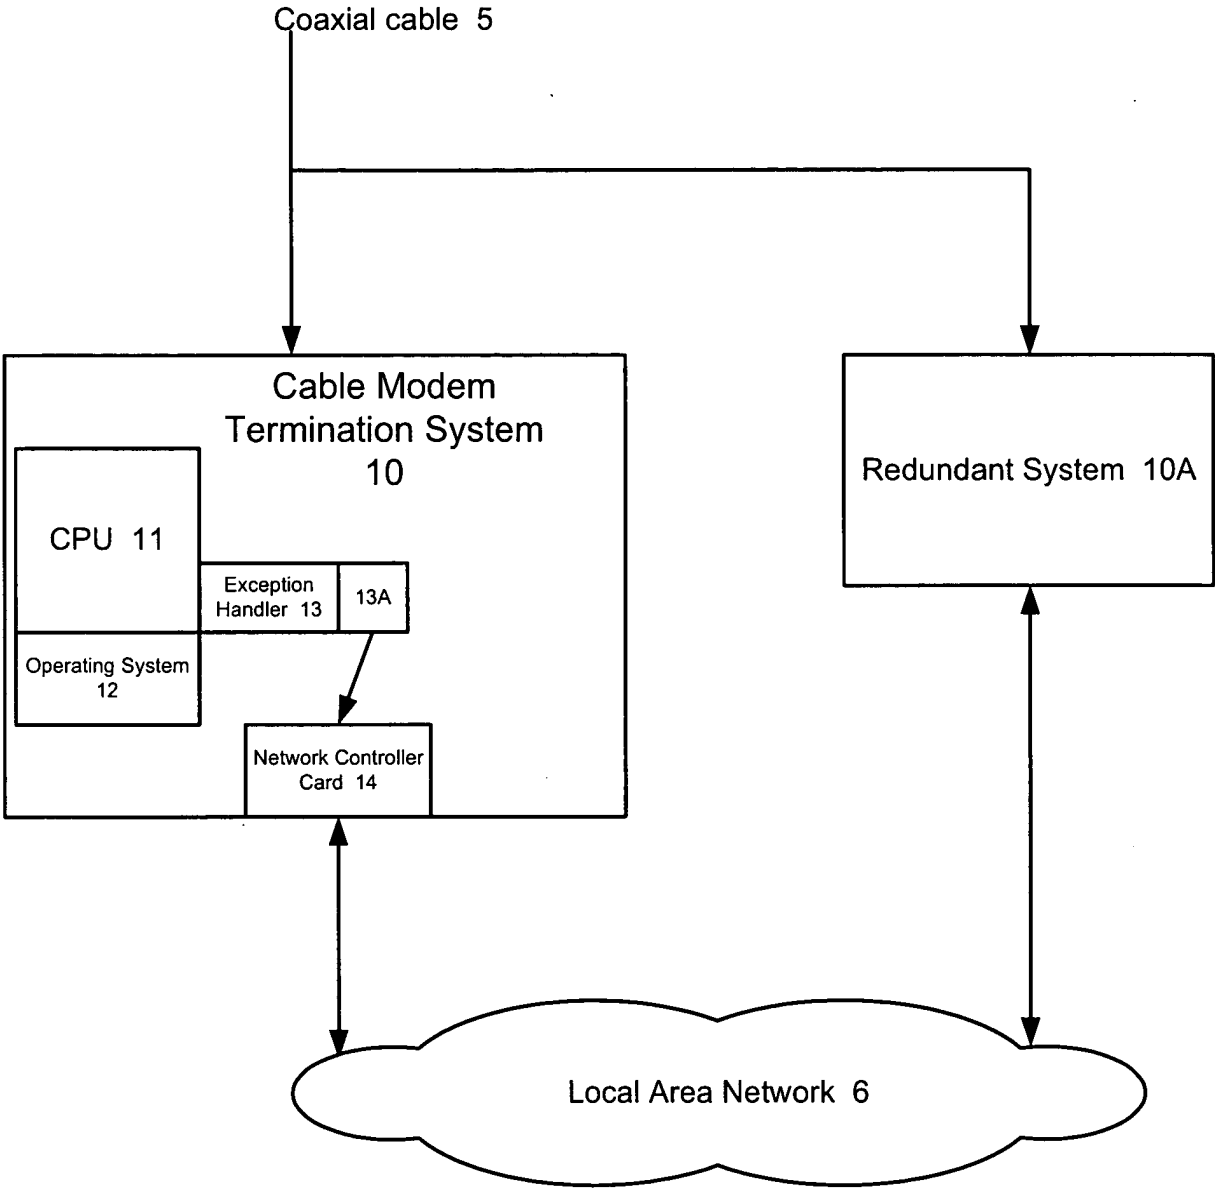 Coaxial cable 5
Cable Modem
Termination System
10
Redundant System 10A
CPU 11
Exception
Handler 13
13A
Operating System
12
Network Controller
Card 14
Local Area Network 6